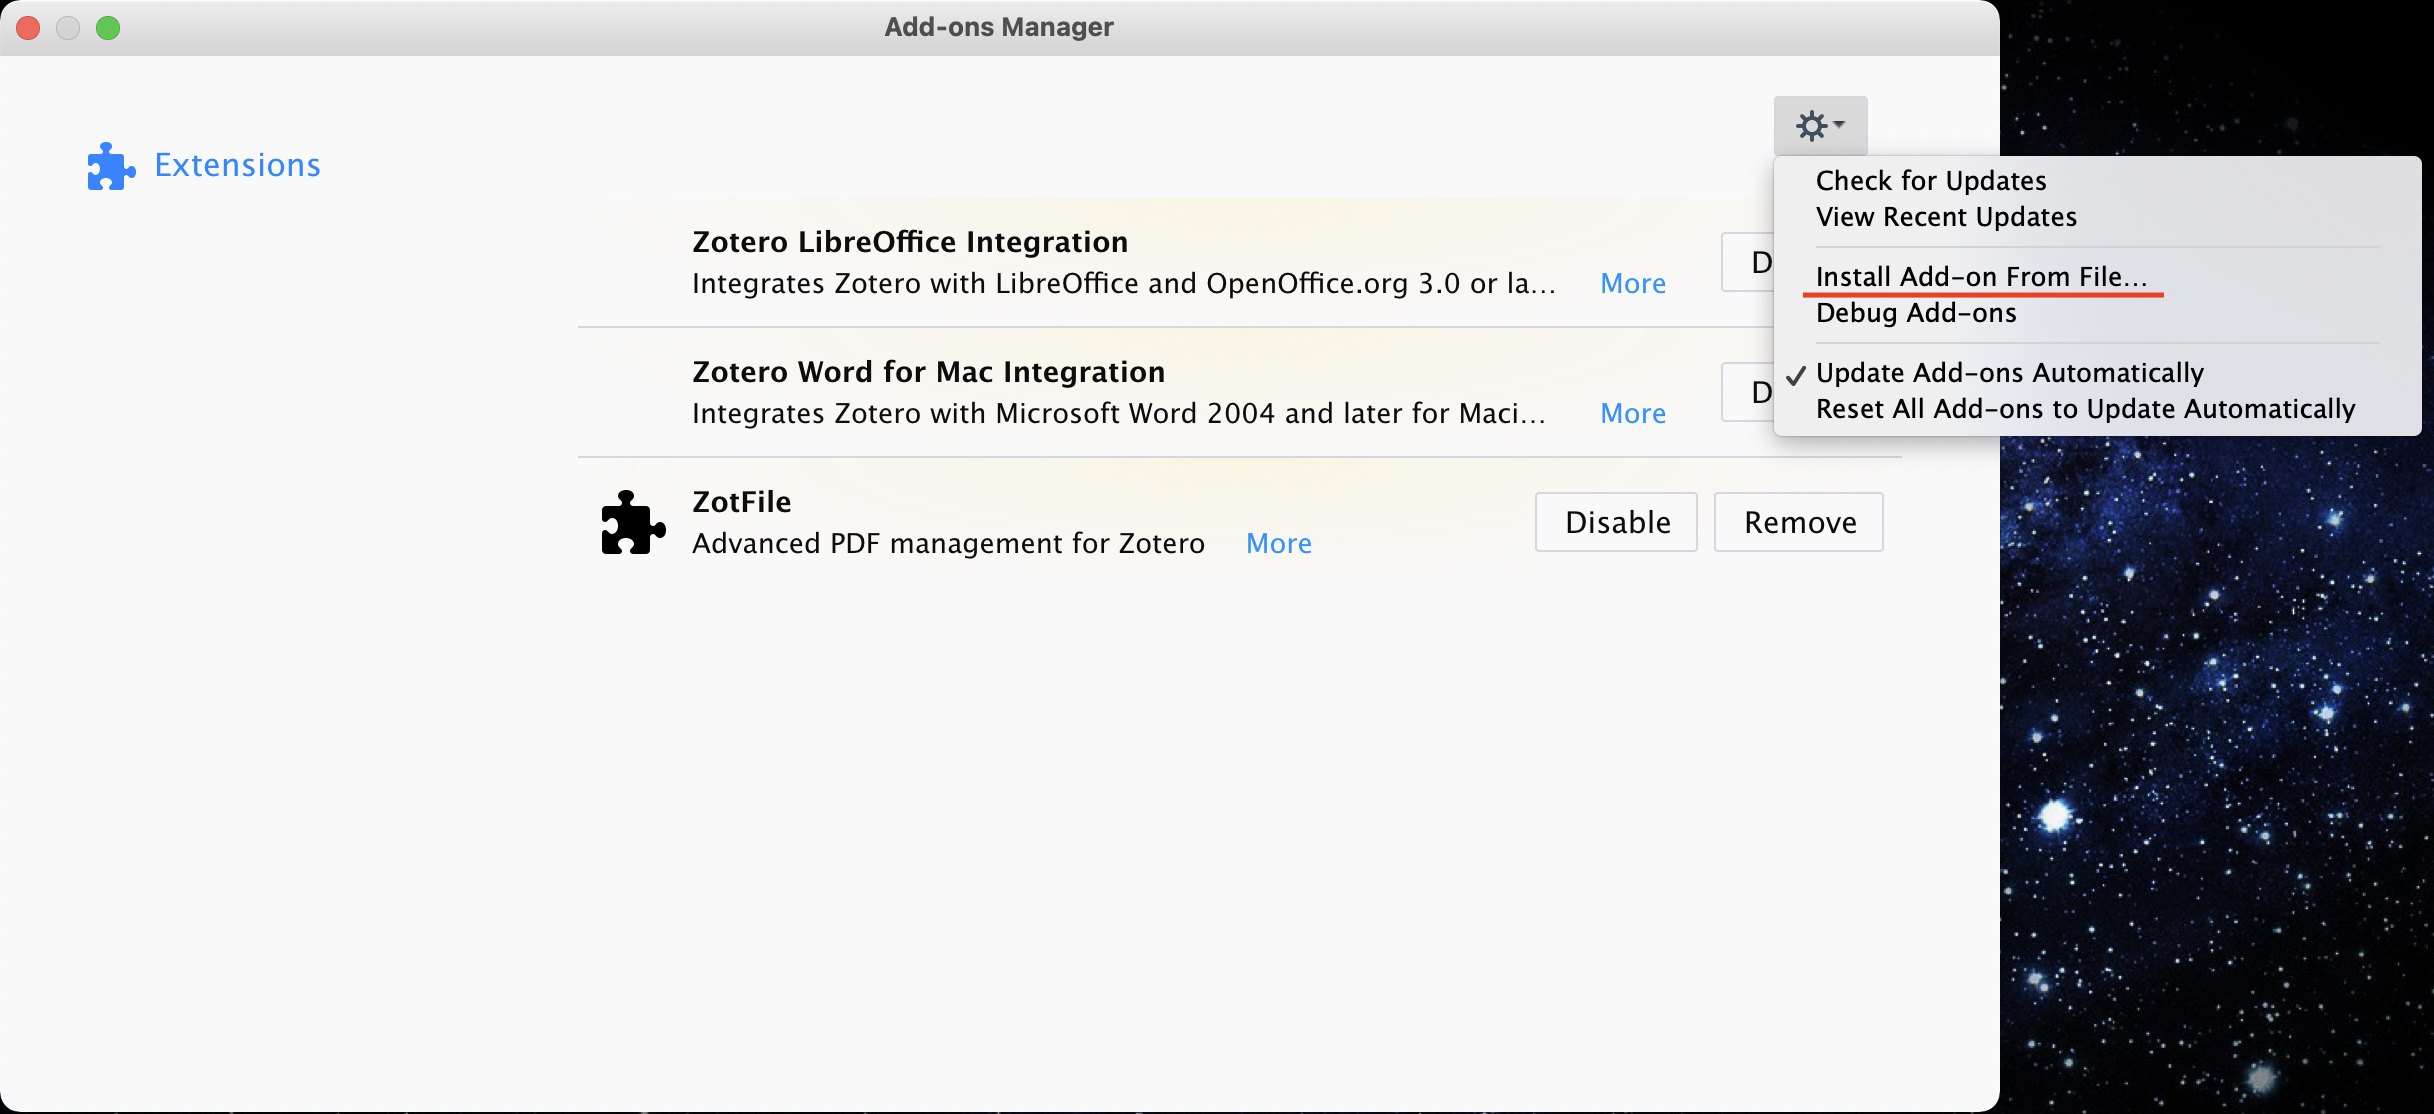 Add-ons Manager
Extensions
Zotero LibreOffice Integration
Integrates Zotero with LibreOffice and OpenOffice.org 3.0 or la... More
D
Zotero Word for Mac Integration
Integrates Zotero with Microsoft Word 2004 and later for Maci... More
D
ZotFile
Advanced PDF management for Zotero More
Disable Remove
Check for Updates
View Recent Updates
Install Add-on From File...
Debug Add-ons
✓ Update Add-ons Automatically
Reset All Add-ons to Update Automatically